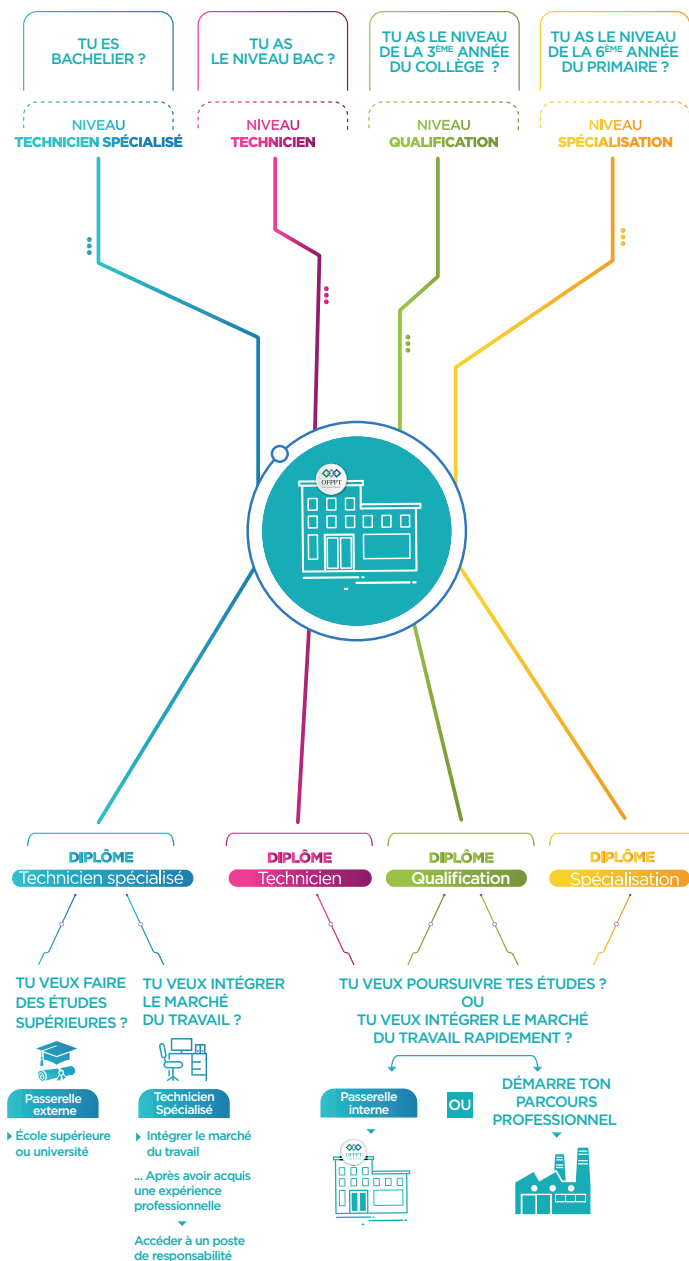 TU ES
BACHELIER ?
TU AS
LE NIVEAU BAC ?
TU AS LE NIVEAU
DE LA 3ÈME ANNÉE
DU COLLÈGE ?
TU AS LE NIVEAU
DE LA 6ÈME ANNÉE
DU PRIMAIRE ?
NIVEAU
TECHNICIEN SPÉCIALISÉ
NIVEAU
TECHNICIEN
NIVEAU
QUALIFICATION
NIVEAU
SPÉCIALISATION
OFPPT
DIPLÔME
Technicien spécialisé
DIPLÔME
Technicien
DIPLÔME
Qualification
DIPLÔME
Spécialisation
TU VEUX FAIRE
DES ÉTUDES
SUPÉRIEURES ?
Passerelle
externe
École supérieure
ou université
TU VEUX INTÉGRER
LE MARCHÉ
DU TRAVAIL ?
Technicien
Spécialisé
Intégrer le marché
du travail
... Après avoir acquis
une expérience
professionnelle
Accéder à un poste
de responsabilité
TU VEUX POURSUIVRE TES ÉTUDES ?
OU
TU VEUX INTÉGRER LE MARCHÉ
DU TRAVAIL RAPIDEMENT ?
Passerelle
interne
OFPPT
OU
DÉMARRE TON
PARCOURS
PROFESSIONNEL